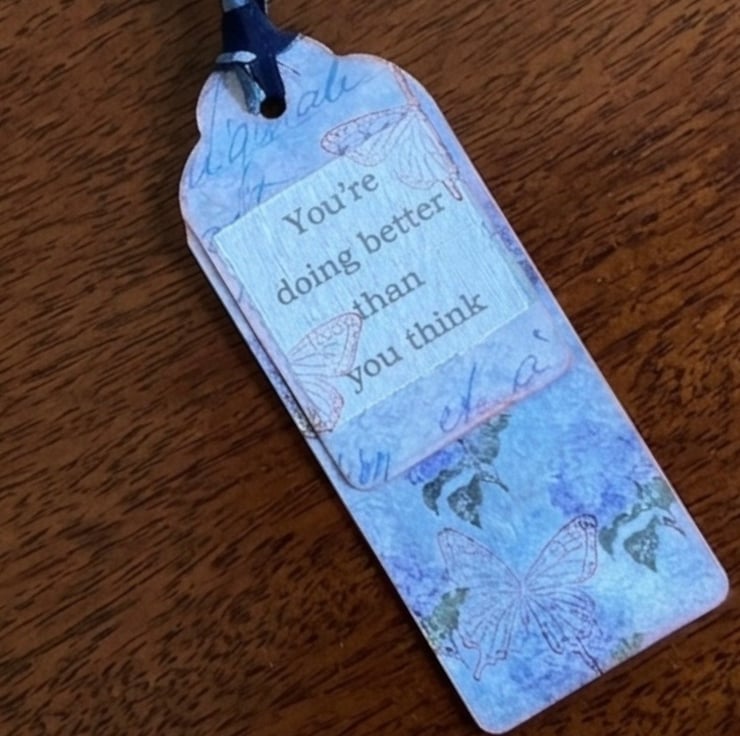 You're
doing better
than
you think